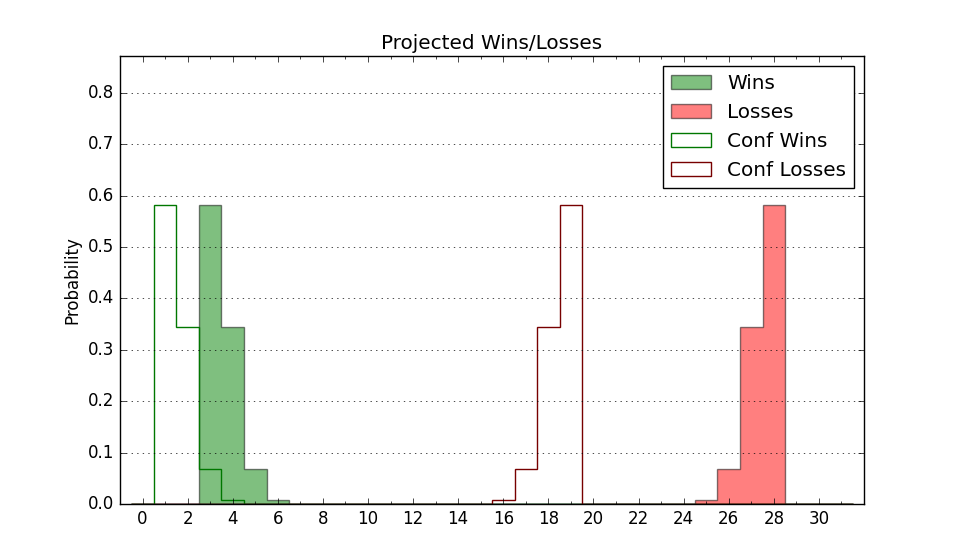 Projected Wins/Losses
Wins
Losses
Conf Wins
Conf Losses
Probability
0.8
0.7
0.6
0.5
0.4
0.3
0.2
0.1
0.0
0 2 4 6 8 10 12 14 16 18 20 22 24 26 28 30